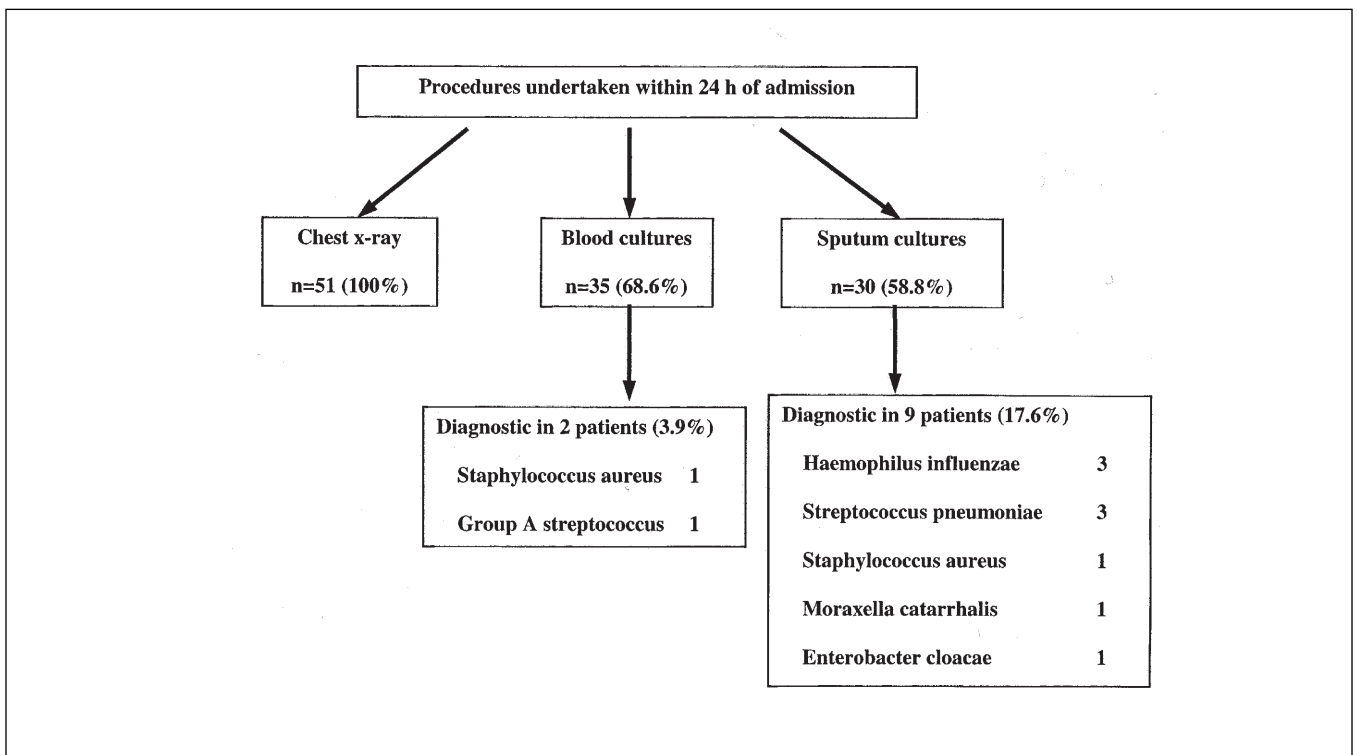 Procedures undertaken within 24 h of admission
Chest x-ray
n=51 (100%)
Blood cultures
n=35 (68.6%)
Sputum cultures
n=30 (58.8%)
Diagnostic in 2 patients (3.9%)
Staphylococcus aureus 1
Group A streptococcus 1
Diagnostic in 9 patients (17.6%)
Haemophilus influenzae 3
Streptococcus pneumoniae 3
Staphylococcus aureus 1
Moraxella catarrhalis 1
Enterobacter cloacae 1